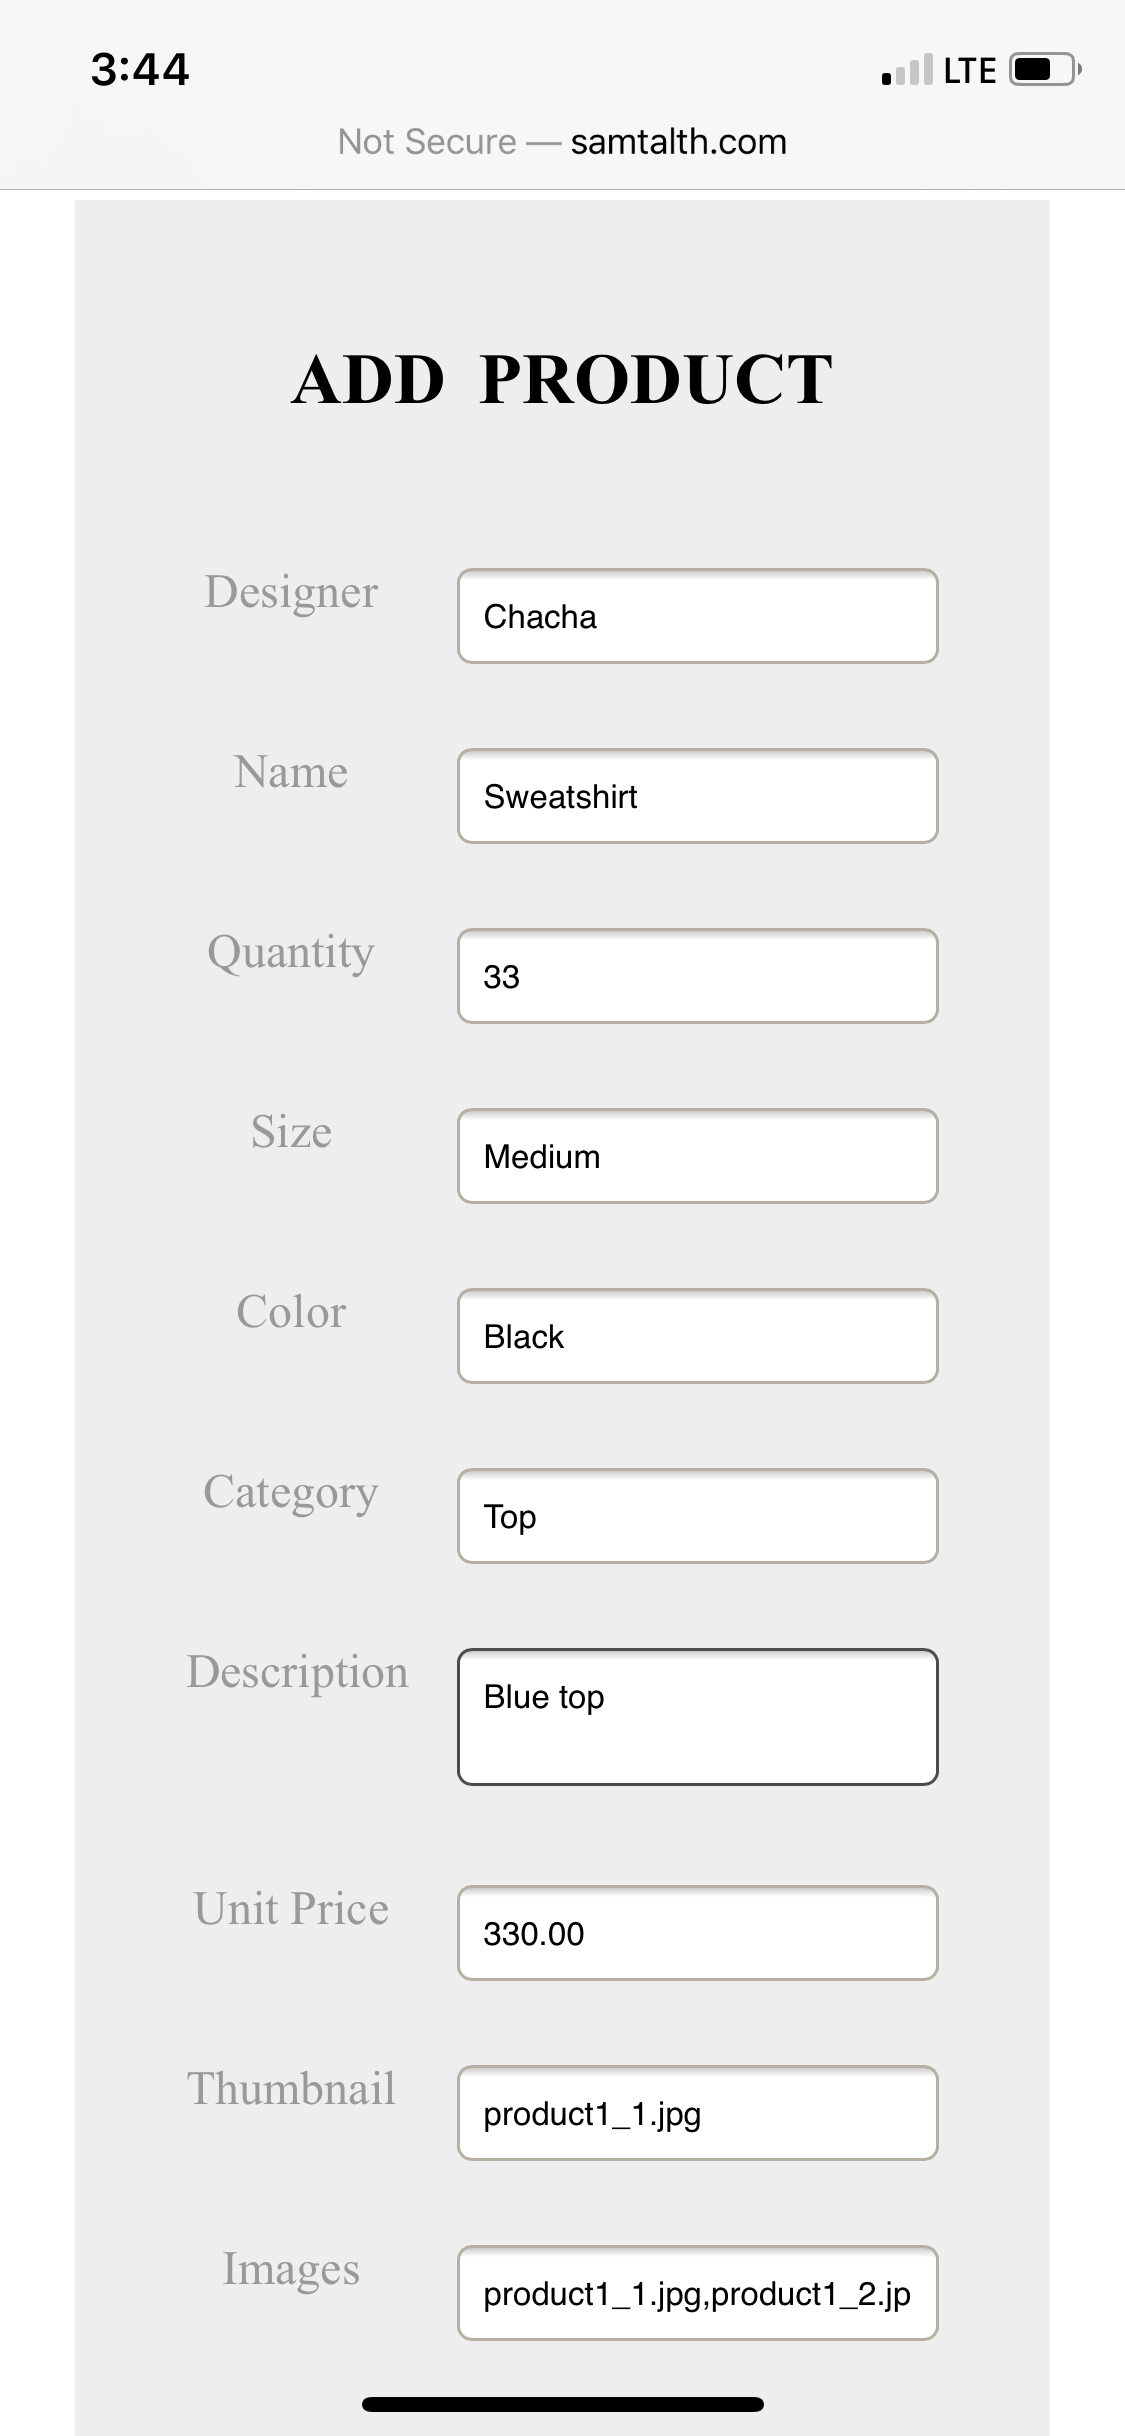 3:44
LTE
Not Secure — samtalth.com
ADD PRODUCT
Designer
Chacha
Name
Sweatshirt
Quantity
33
Size
Medium
Color
Black
Category
Top
Description
Blue top
Unit Price
330.00
Thumbnail
product1_1.jpg
Images
product1_1.jpg,product1_2.jp